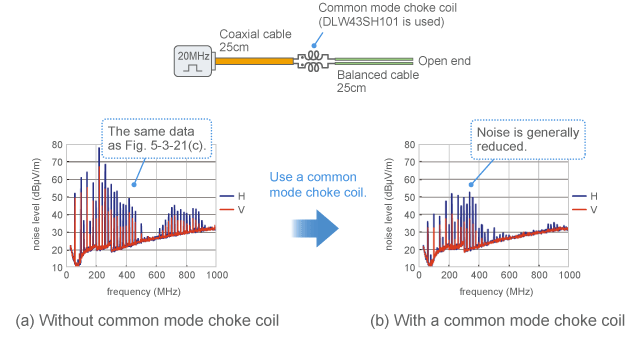 Common mode choke coil
(DLW43SH101 is used)
Coaxial cable
25cm
20MHz
Open end
Balanced cable
25cm
The same data
as Fig. 5-3-21(c).
noise level (dBµV/m)
80
70
60
50
40
30
20
10
0 200 400 600 800 1000
frequency (MHz)
H
V
Use a common
mode choke coil.
Noise is generally
reduced.
noise level (dBµV/m)
80
70
60
50
40
30
20
10
0 200 400 600 800 1000
frequency (MHz)
H
V
(a) Without common mode choke coil
(b) With a common mode choke coil